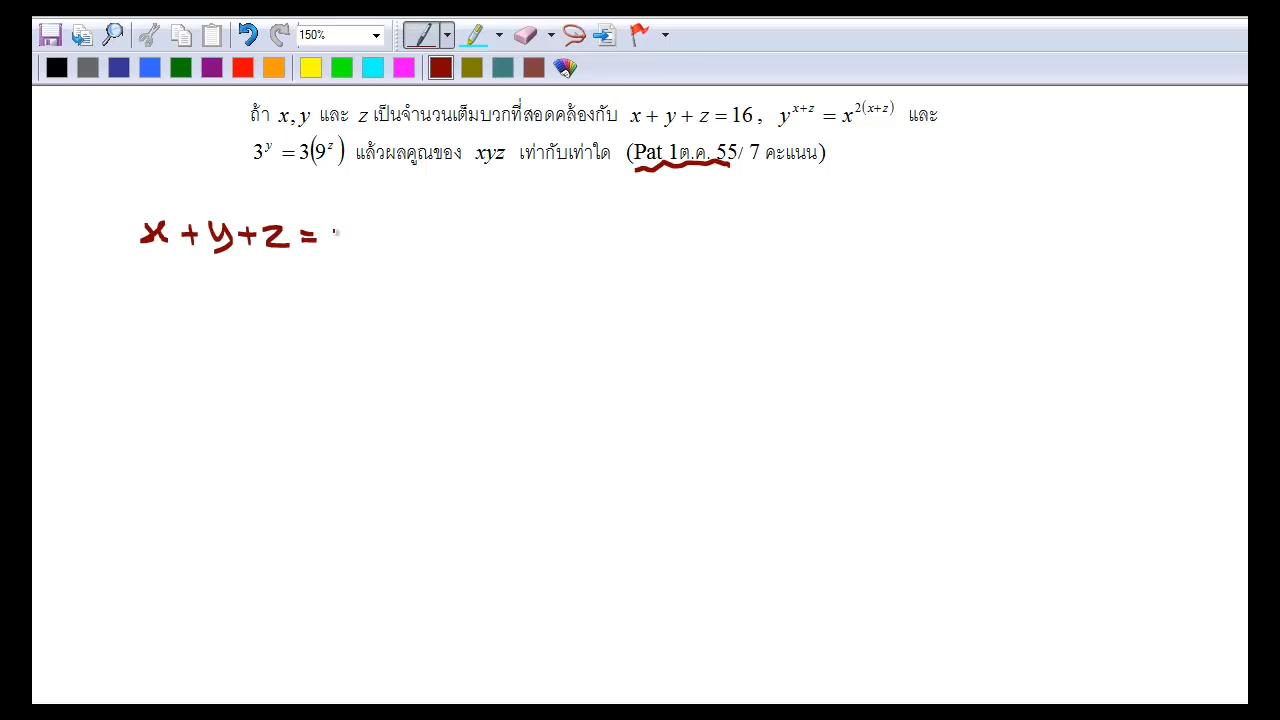 150%
ถ้า x, y และ z เป็นจำนวนเต็มบวกที่สอดคล้องกับ x + y + z = 16 , y^{x+z} = x^{2(x+z)} และ
3^y = 3(9^z) แล้วผลคูณของ xyz เท่ากับเท่าใด (Pat 1ต.ค. 55/ 7 คะแนน)
x + y + z =